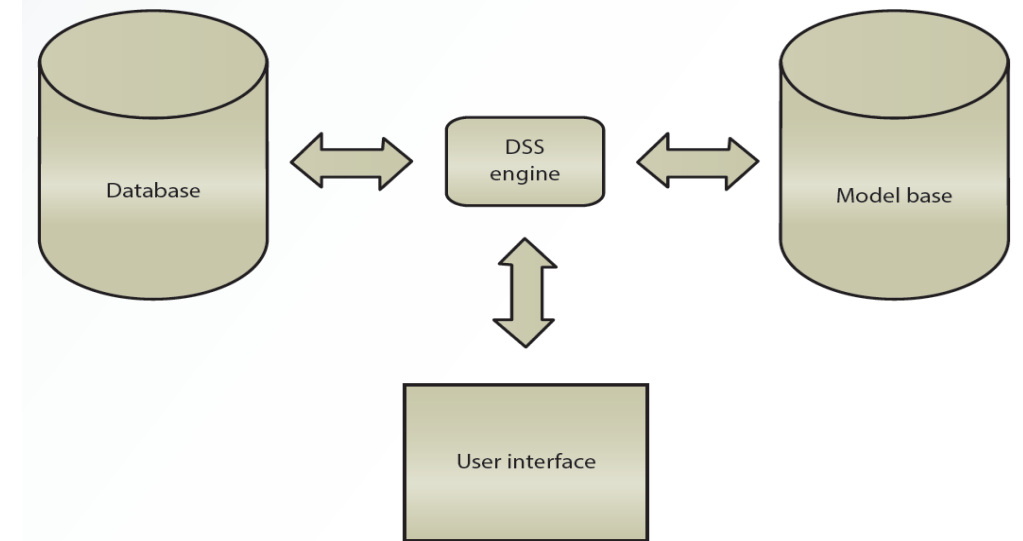 Database
DSS
engine
Model base
User interface